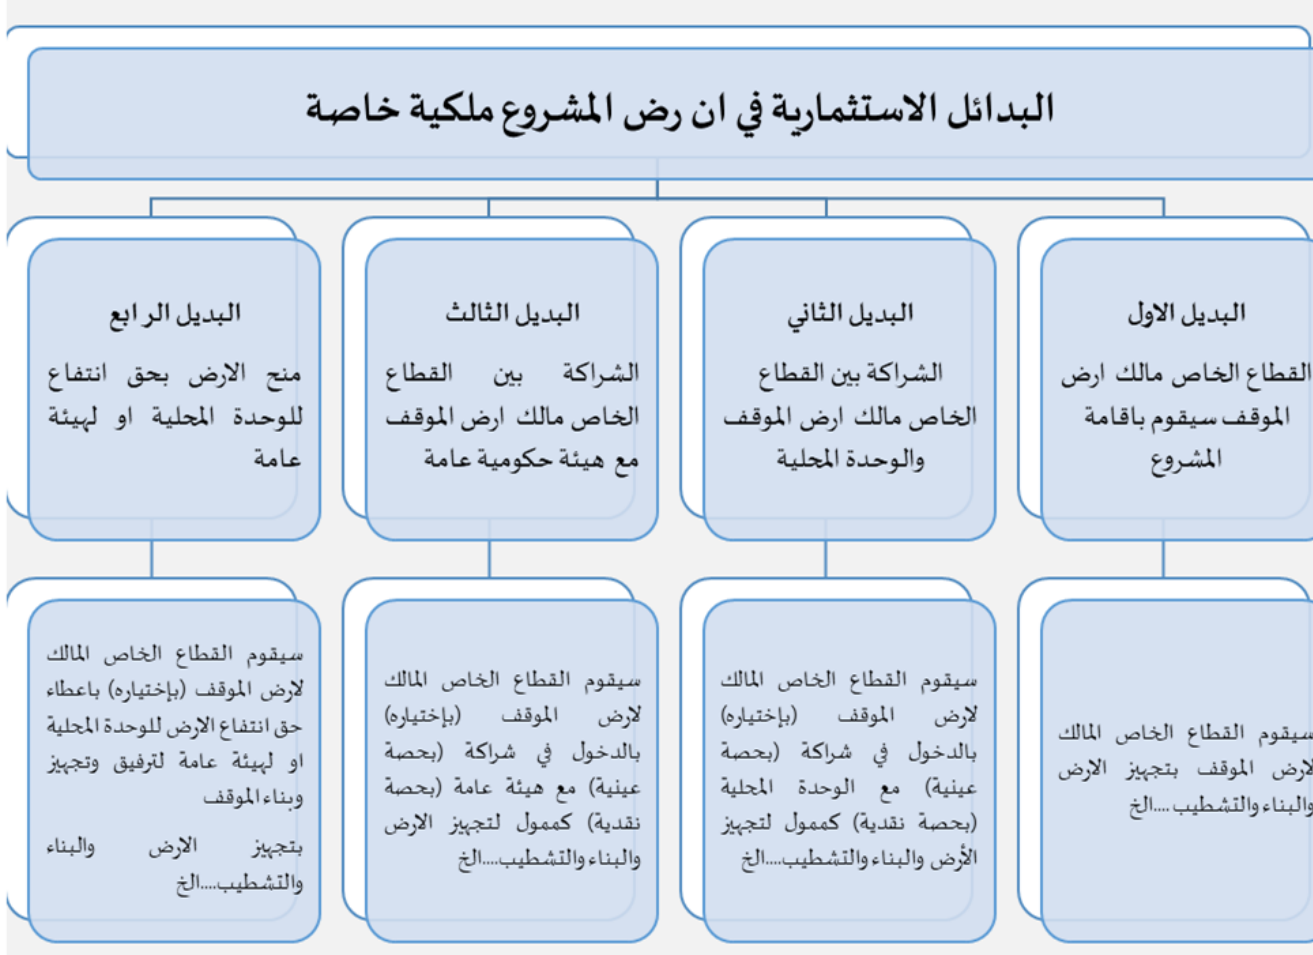 البدائل الاستثمارية في ان رض المشروع ملكية خاصة
البديل الاول
القطاع الخاص مالك ارض
الموقف سيقوم باقامة
المشروع
البديل الثاني
الشراكة بين القطاع
الخاص مالك ارض الموقف
والوحدة المحلية
البديل الثالث
الشراكة بين القطاع
الخاص مالك ارض الموقف
مع هيئة حكومية عامة
البديل الرابع
منح الارض بحق انتفاع
للوحدة المحلية او لهيئة
عامة
سيقوم القطاع الخاص المالك
لارض الموقف بتجهيز الارض
والبناء والتشطيب ....الخ
سيقوم القطاع الخاص المالك
لارض الموقف (بإختياره)
بالدخول في شراكة (بحصة
عينية) مع الوحدة المحلية
(بحصة نقدية) كممول لتجهيز
الأرض والبناء والتشطيب....الخ
سيقوم القطاع الخاص المالك
لارض الموقف (بإختياره)
بالدخول في شراكة (بحصة
عينية) مع هيئة عامة (بحصة
نقدية) كممول لتجهيز الارض
والبناء والتشطيب....الخ
سيقوم القطاع الخاص المالك
لارض الموقف (بإختياره) باعطاء
حق انتفاع الارض للوحدة المحلية
او لهيئة عامة لترفيق وتجهيز
وبناء الموقف
بتجهيز الارض والبناء
والتشطيب....الخ